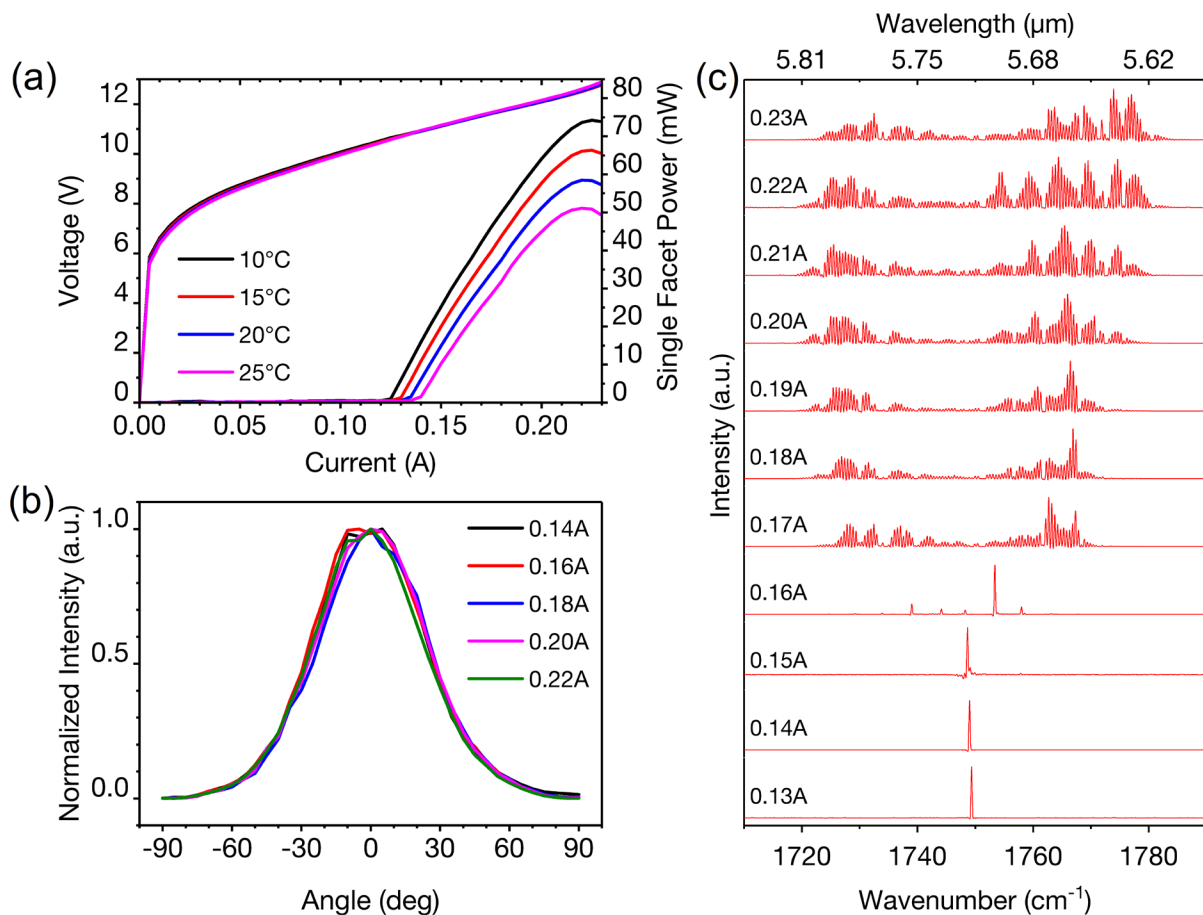 (a)
12
10
8
6
4
2
0
Voltage (V)
80
70
60
50
40
30
20
10
0
Single Facet Power (mW)
10°C
15°C
20°C
25°C
0.00 0.05 0.10 0.15 0.20
Current (A)
(b)
1.0
0.5
0.0
Normalized Intensity (a.u.)
0.14A
0.16A
0.18A
0.20A
0.22A
-90 -60 -30 0 30 60 90
Angle (deg)
(c)
Wavelength (µm)
5.81 5.75 5.68 5.62
Intensity (a.u.)
0.23A
0.22A
0.21A
0.20A
0.19A
0.18A
0.17A
0.16A
0.15A
0.14A
0.13A
1720 1740 1760 1780
Wavenumber (cm⁻¹)